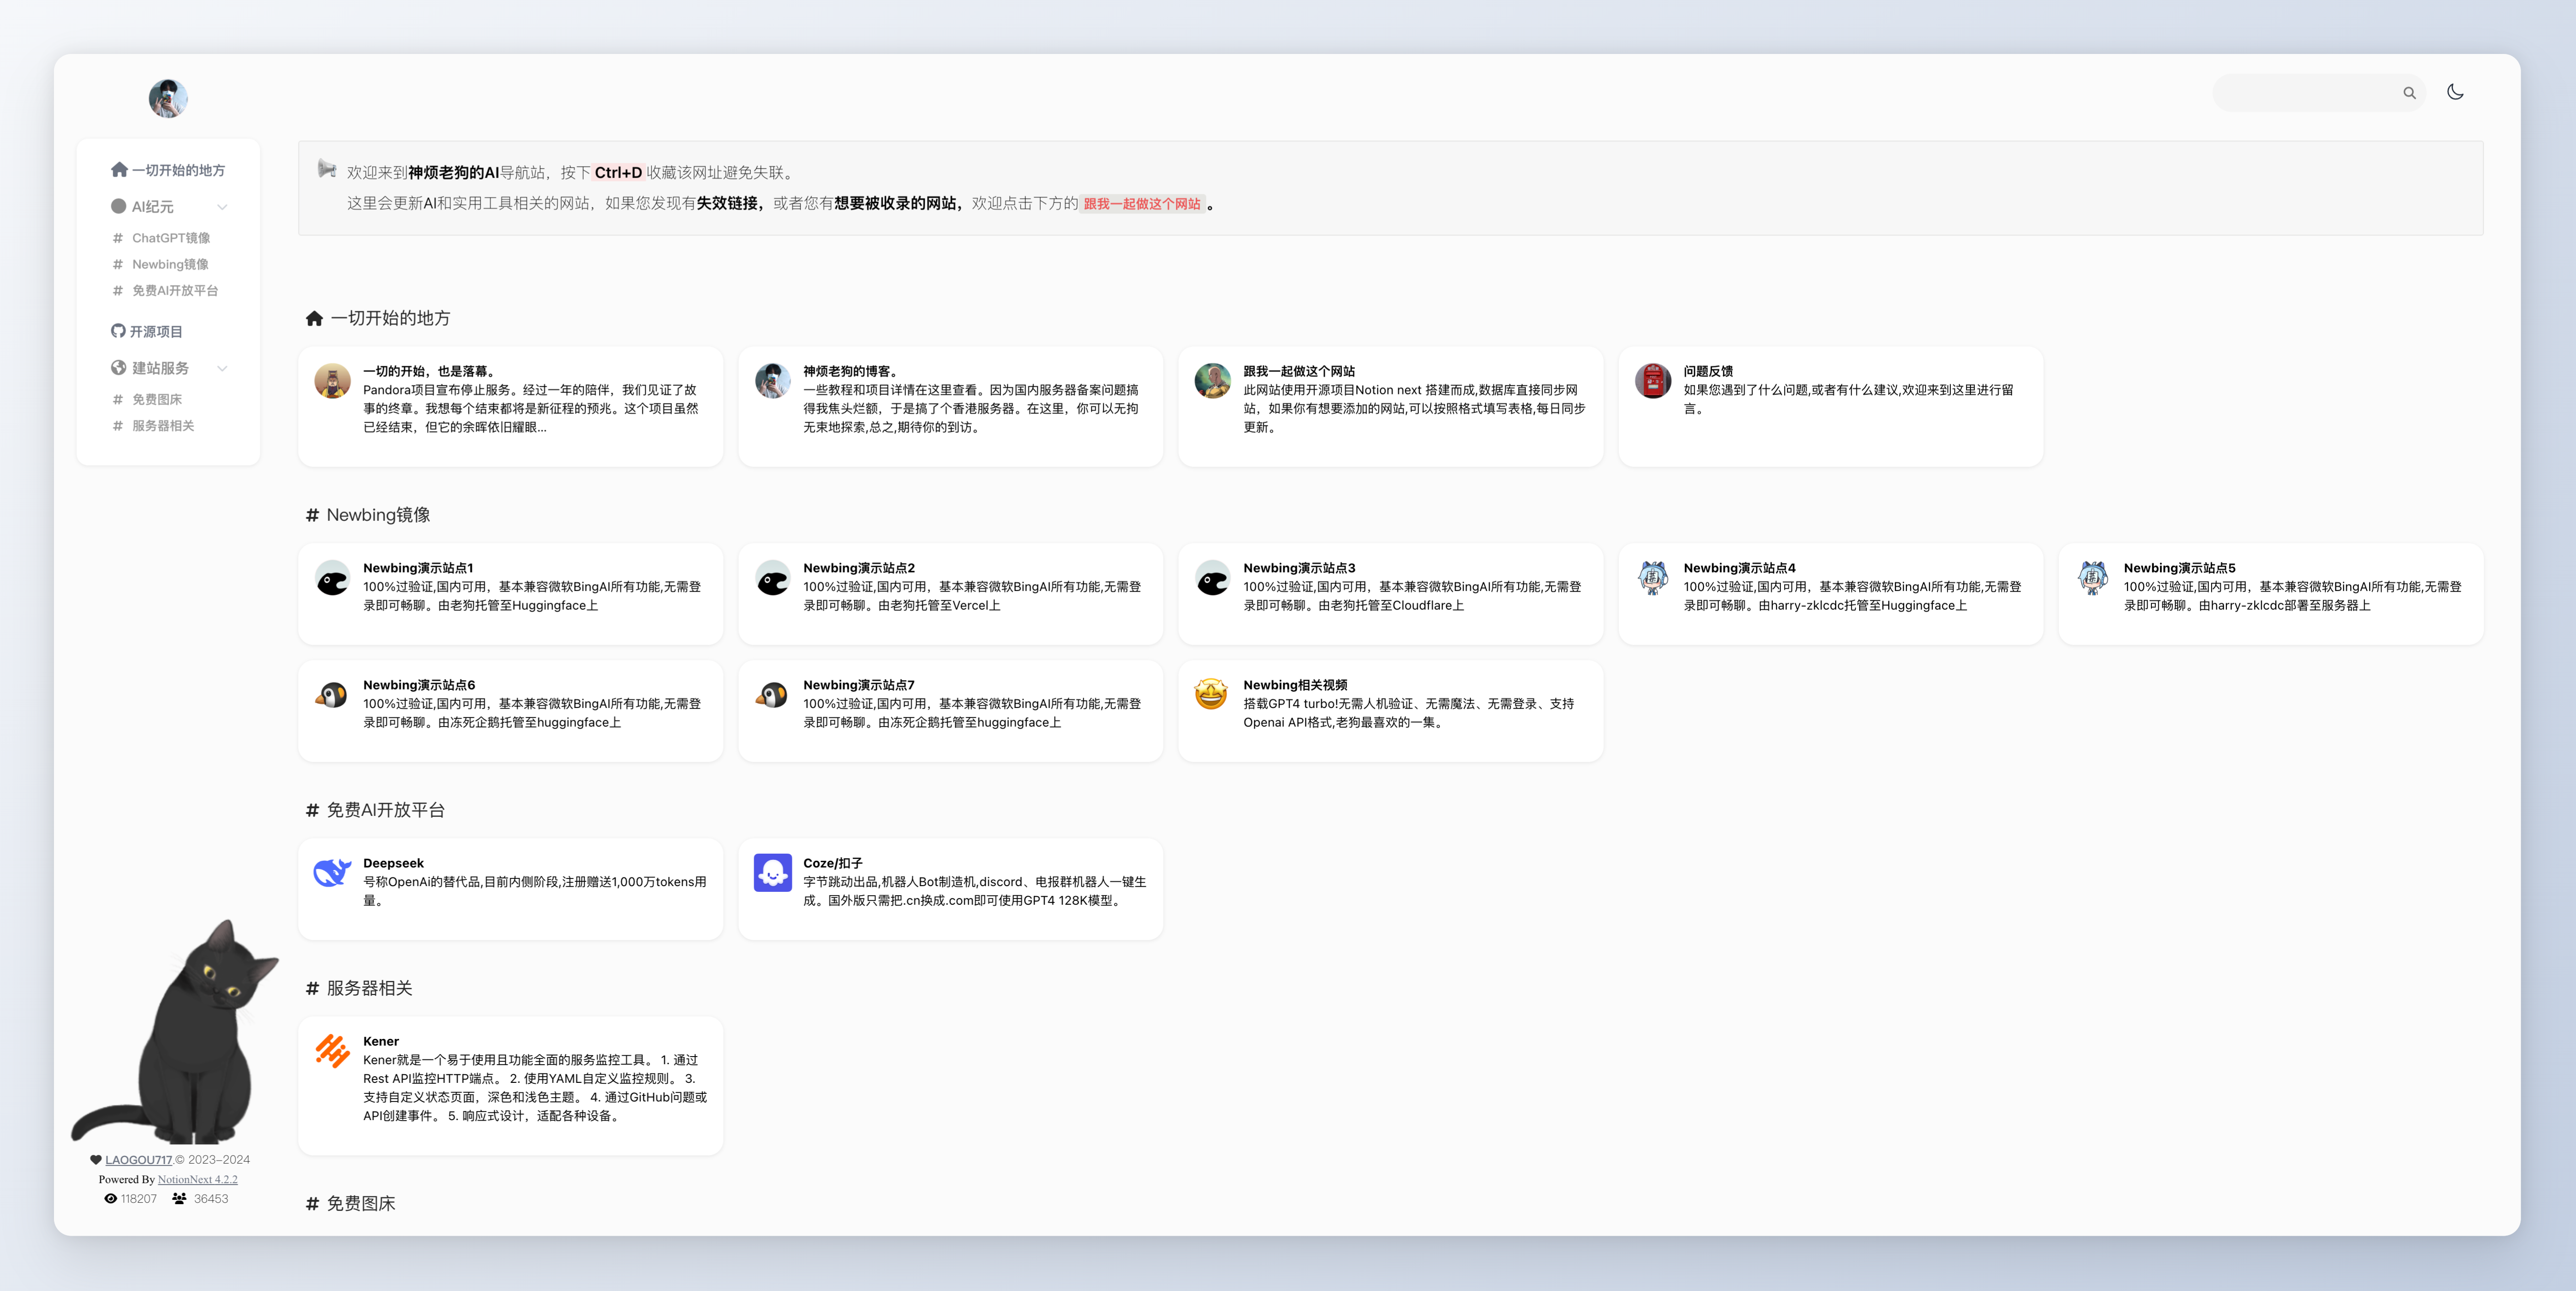 一切开始的地方
AI纪元
# ChatGPT镜像
# Newbing镜像
# 免费AI开放平台
开源项目
建站服务
# 免费图床
# 服务器相关
欢迎来到神烦老狗的AI导航站，按下 Ctrl+D 收藏该网址避免失联。
这里会更新AI和实用工具相关的网站，如果您发现有失效链接，或者您有想要被收录的网站，欢迎点击下方的 跟我一起做这个网站 。
一切开始的地方
一切的开始，也是落幕。
Pandora项目宣布停止服务。经过一年的陪伴，我们见证了故
事的终章。我想每个结束都将是新征程的预兆。这个项目虽然
已经结束，但它的余晖依旧耀眼...
神烦老狗的博客。
一些教程和项目详情在这里查看。因为国内服务器备案问题搞
得我焦头烂额，于是搞了个香港服务器。在这里，你可以无拘
无束地探索,总之,期待你的到访。
跟我一起做这个网站
此网站使用开源项目Notion next 搭建而成,数据库直接同步网
站，如果你有想要添加的网站,可以按照格式填写表格,每日同步
更新。
问题反馈
如果您遇到了什么问题,或者有什么建议,欢迎来到这里进行留
言。
# Newbing镜像
Newbing演示站点1
100%过验证,国内可用，基本兼容微软BingAI所有功能,无需登
录即可畅聊。由老狗托管至Huggingface上
Newbing演示站点2
100%过验证,国内可用，基本兼容微软BingAI所有功能,无需登
录即可畅聊。由老狗托管至Vercel上
Newbing演示站点3
100%过验证,国内可用，基本兼容微软BingAI所有功能,无需登
录即可畅聊。由老狗托管至Cloudflare上
Newbing演示站点4
100%过验证,国内可用，基本兼容微软BingAI所有功能,无需登
录即可畅聊。由harry-zklcdc托管至Huggingface上
Newbing演示站点5
100%过验证,国内可用，基本兼容微软BingAI所有功能,无需登
录即可畅聊。由harry-zklcdc部署至服务器上
Newbing演示站点6
100%过验证,国内可用，基本兼容微软BingAI所有功能,无需登
录即可畅聊。由冻死企鹅托管至huggingface上
Newbing演示站点7
100%过验证,国内可用，基本兼容微软BingAI所有功能,无需登
录即可畅聊。由冻死企鹅托管至huggingface上
Newbing相关视频
搭载GPT4 turbo!无需人机验证、无需魔法、无需登录、支持
Openai API格式,老狗最喜欢的一集。
# 免费AI开放平台
Deepseek
号称OpenAi的替代品,目前内侧阶段,注册赠送1,000万tokens用
量。
Coze/扣子
字节跳动出品,机器人Bot制造机,discord、电报群机器人一键生
成。国外版只需把.cn换成.com即可使用GPT4 128K模型。
# 服务器相关
Kener
Kener就是一个易于使用且功能全面的服务监控工具。 1. 通过
Rest API监控HTTP端点。 2. 使用YAML自定义监控规则。 3.
支持自定义状态页面，深色和浅色主题。 4. 通过GitHub问题或
API创建事件。 5. 响应式设计，适配各种设备。
# 免费图床
LAOGOU717.© 2023-2024
Powered By NotionNext 4.2.2
118207 36453